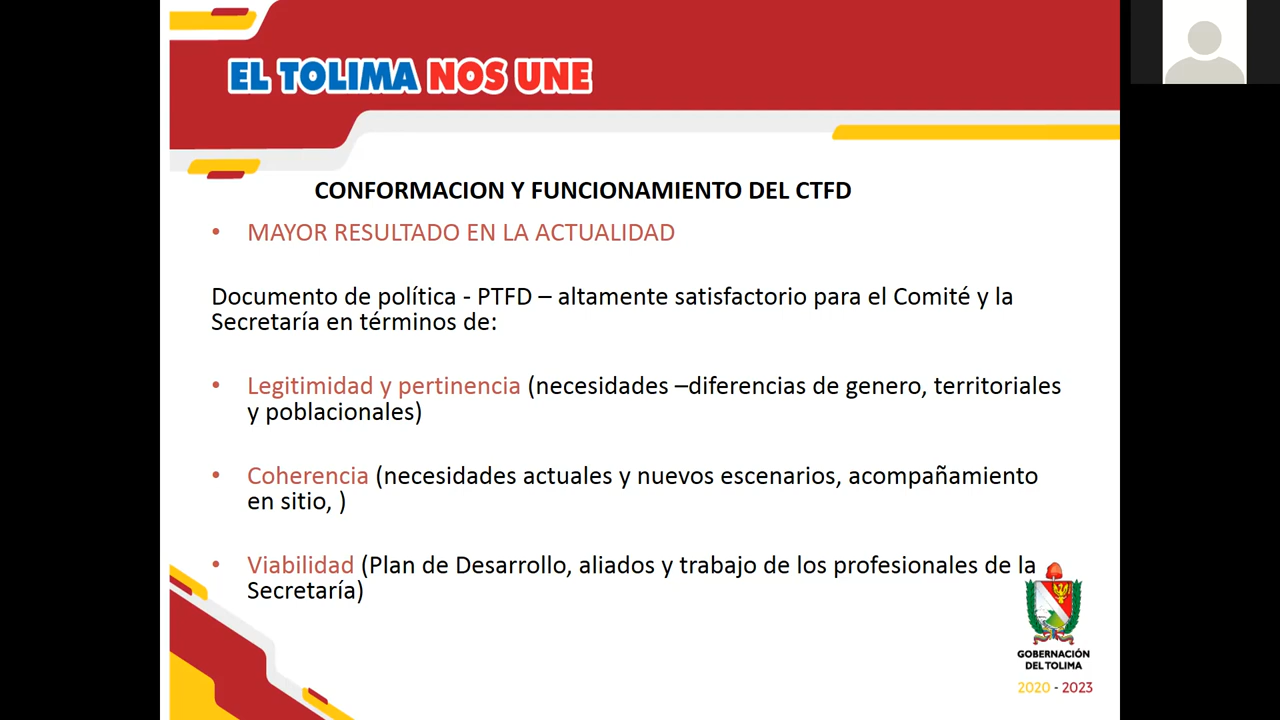 EL TOLIMA NOS UNE
CONFORMACION Y FUNCIONAMIENTO DEL CTFD
• MAYOR RESULTADO EN LA ACTUALIDAD
Documento de política - PTFD – altamente satisfactorio para el Comité y la
Secretaría en términos de:
• Legitimidad y pertinencia (necesidades –diferencias de genero, territoriales
y poblacionales)
• Coherencia (necesidades actuales y nuevos escenarios, acompañamiento
en sitio, )
• Viabilidad (Plan de Desarrollo, aliados y trabajo de los profesionales de la
Secretaría)
GOBERNACIÓN
DEL TOLIMA
2020 - 2023